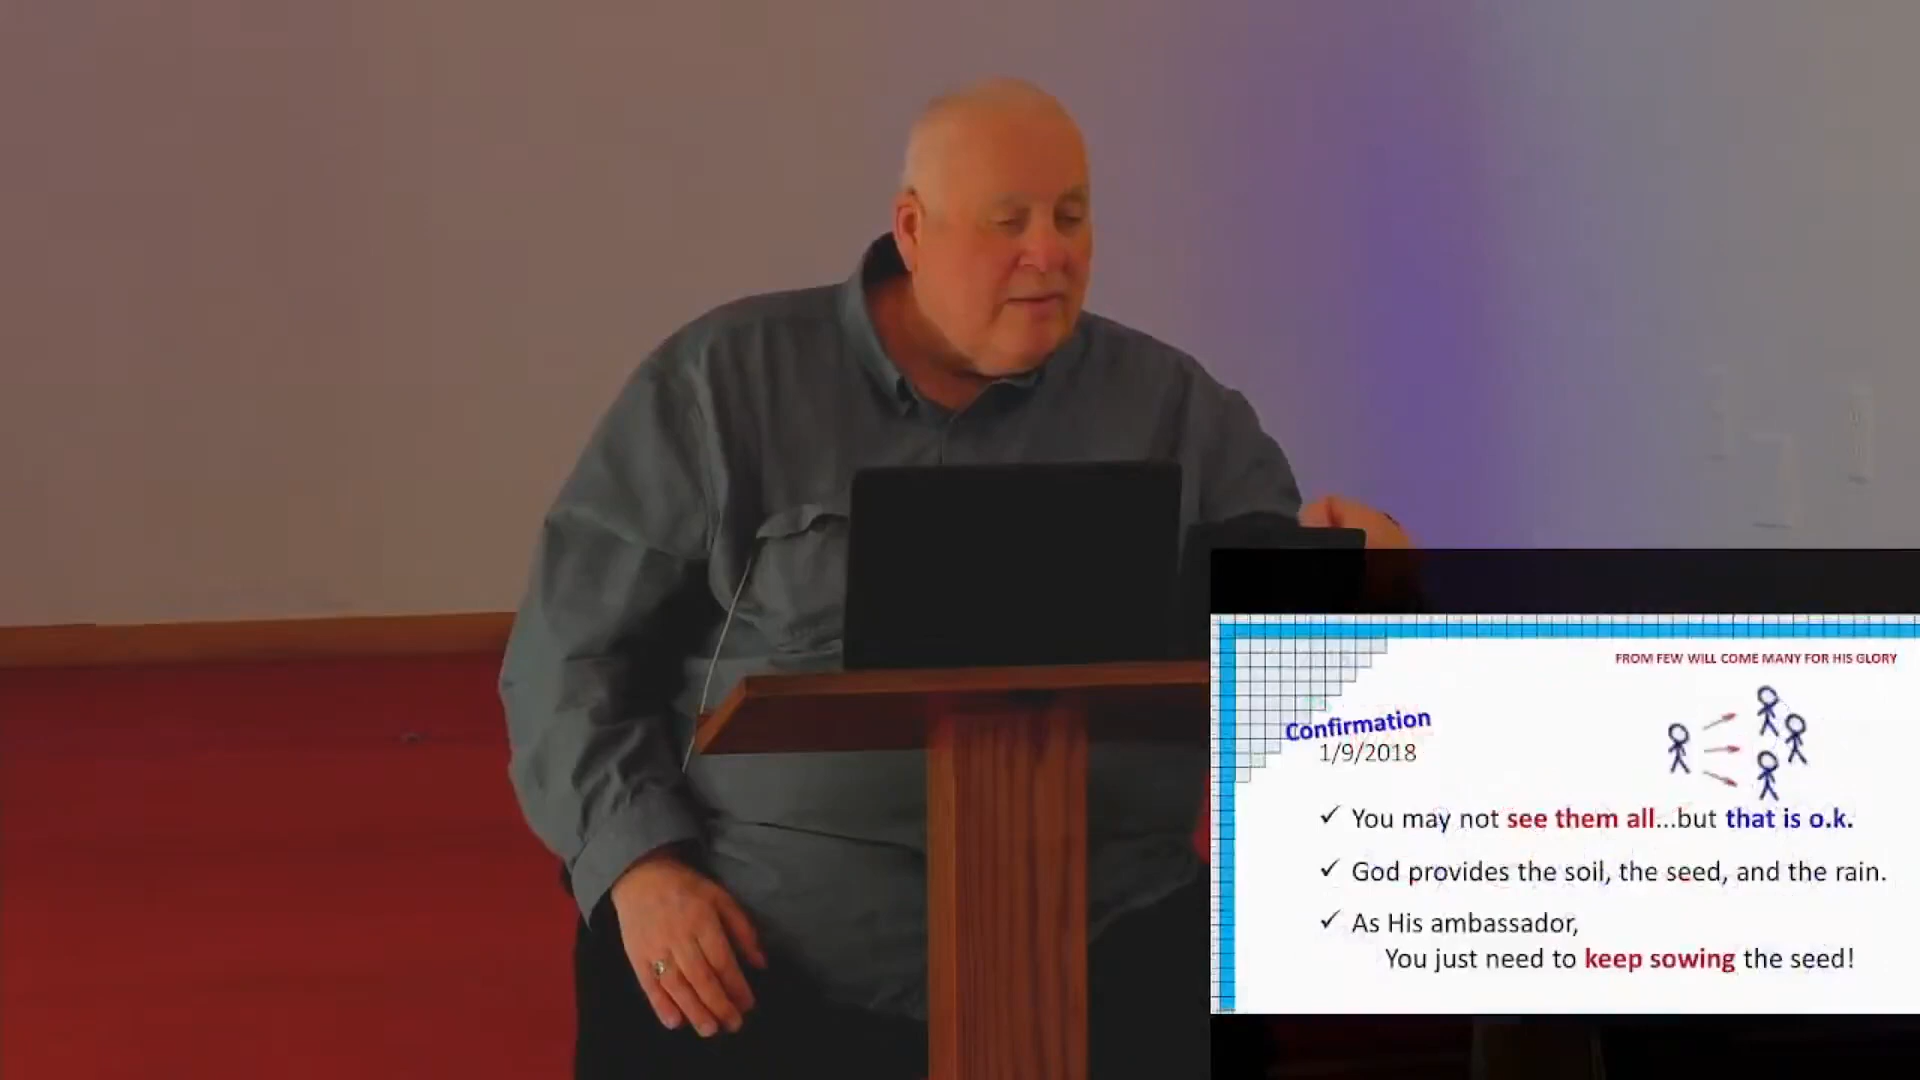 FROM FEW WILL COME MANY FOR HIS GLORY
Confirmation
1/9/2018
✓ You may not see them all...but that is o.k.
✓ God provides the soil, the seed, and the rain.
✓ As His ambassador,
You just need to keep sowing the seed!